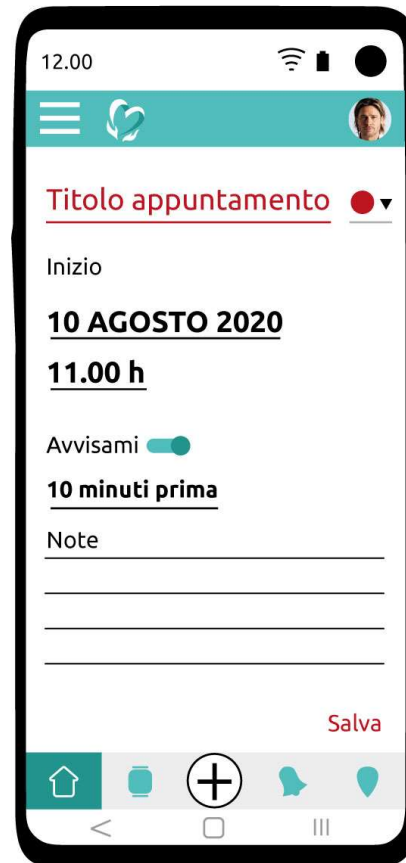 12.00
Titolo appuntamento
Inizio
10 AGOSTO 2020
11.00 h
Avvisami
10 minuti prima
Note
Salva